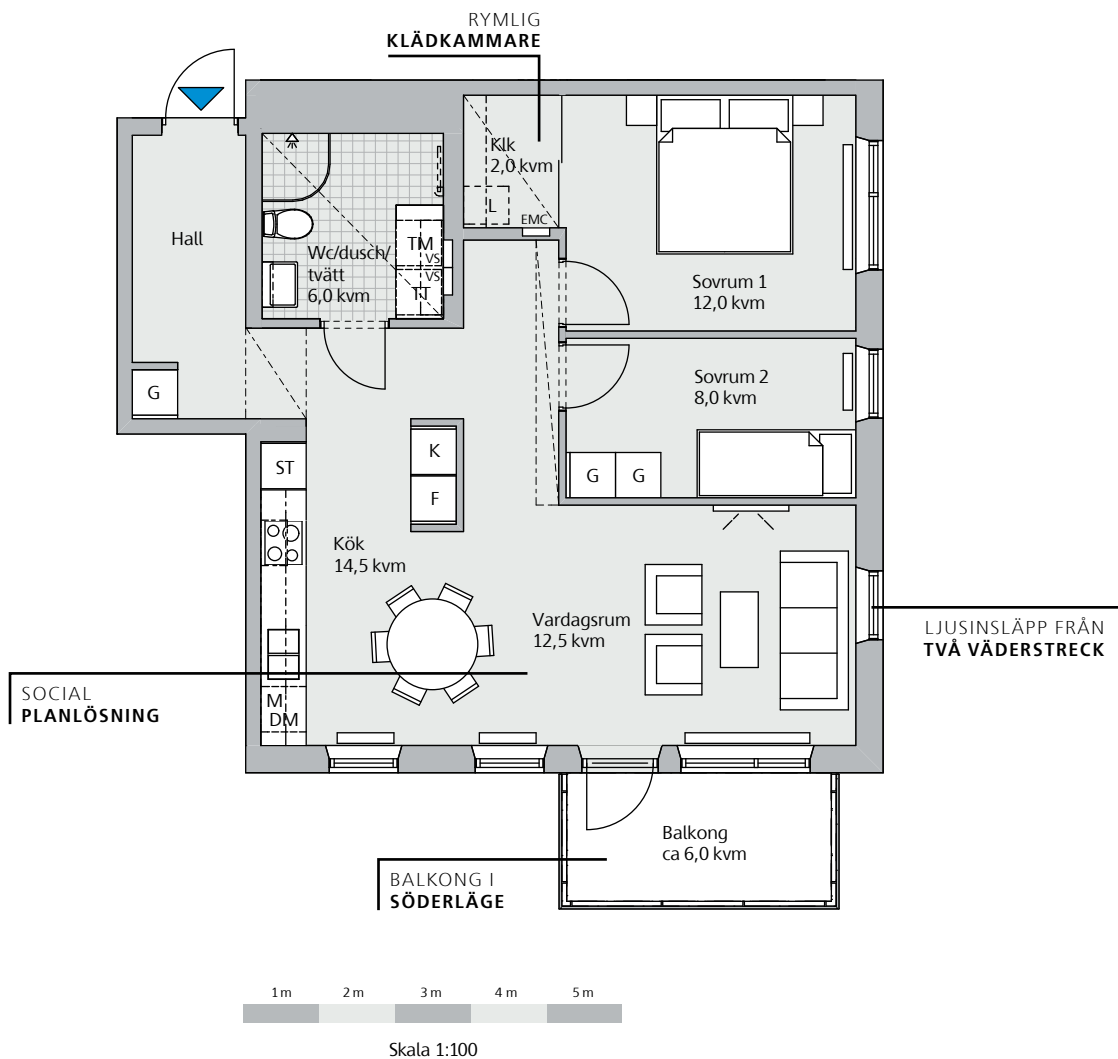 RYMLIG
KLÄDKAMMARE
Klk
2,0 kvm
L
EMC
Hall
Wc/dusch/
tvätt
6,0 kvm
TM
VS
VS
TT
Sovrum 1
12,0 kvm
Sovrum 2
8,0 kvm
G
G
G
ST
K
F
Kök
14,5 kvm
Vardagsrum
12,5 kvm
LJUSINSLÄPP FRÅN
TVÅ VÄDERSTRECK
SOCIAL
PLANLÖSNING
M
DM
Balkong
ca 6,0 kvm
BALKONG I
SÖDERLÄGE
1 m 2 m 3 m 4 m 5 m
Skala 1:100